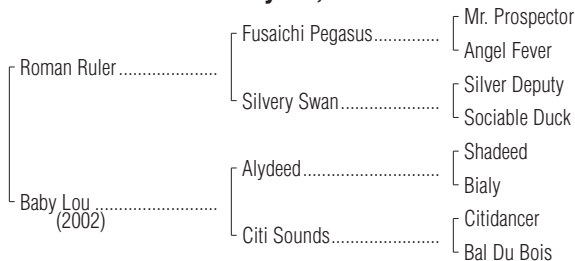 Mr. Prospector
Fusaichi Pegasus
Angel Fever
Roman Ruler
Silver Deputy
Silvery Swan
Sociable Duck
Shadeed
Alydeed
Bialy
Baby Lou
(2002)
Citidancer
Citi Sounds
Bal Du Bois